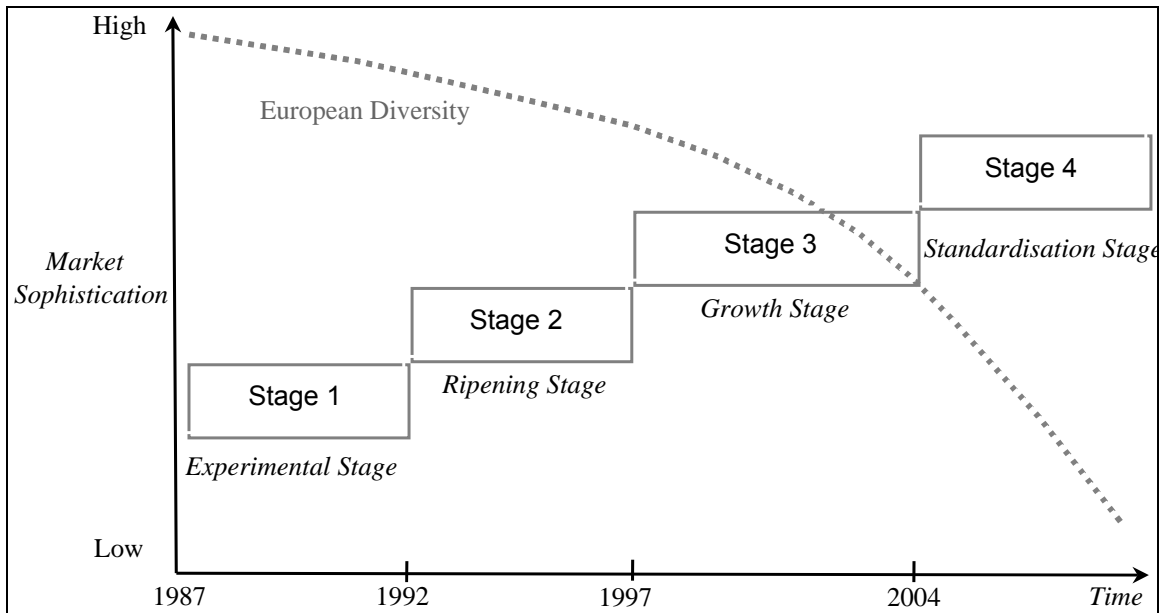 High
European Diversity
Stage 4
Stage 3
Standardisation Stage
Market
Sophistication
Stage 2
Growth Stage
Ripening Stage
Stage 1
Experimental Stage
Low
1987 1992 1997 2004 Time